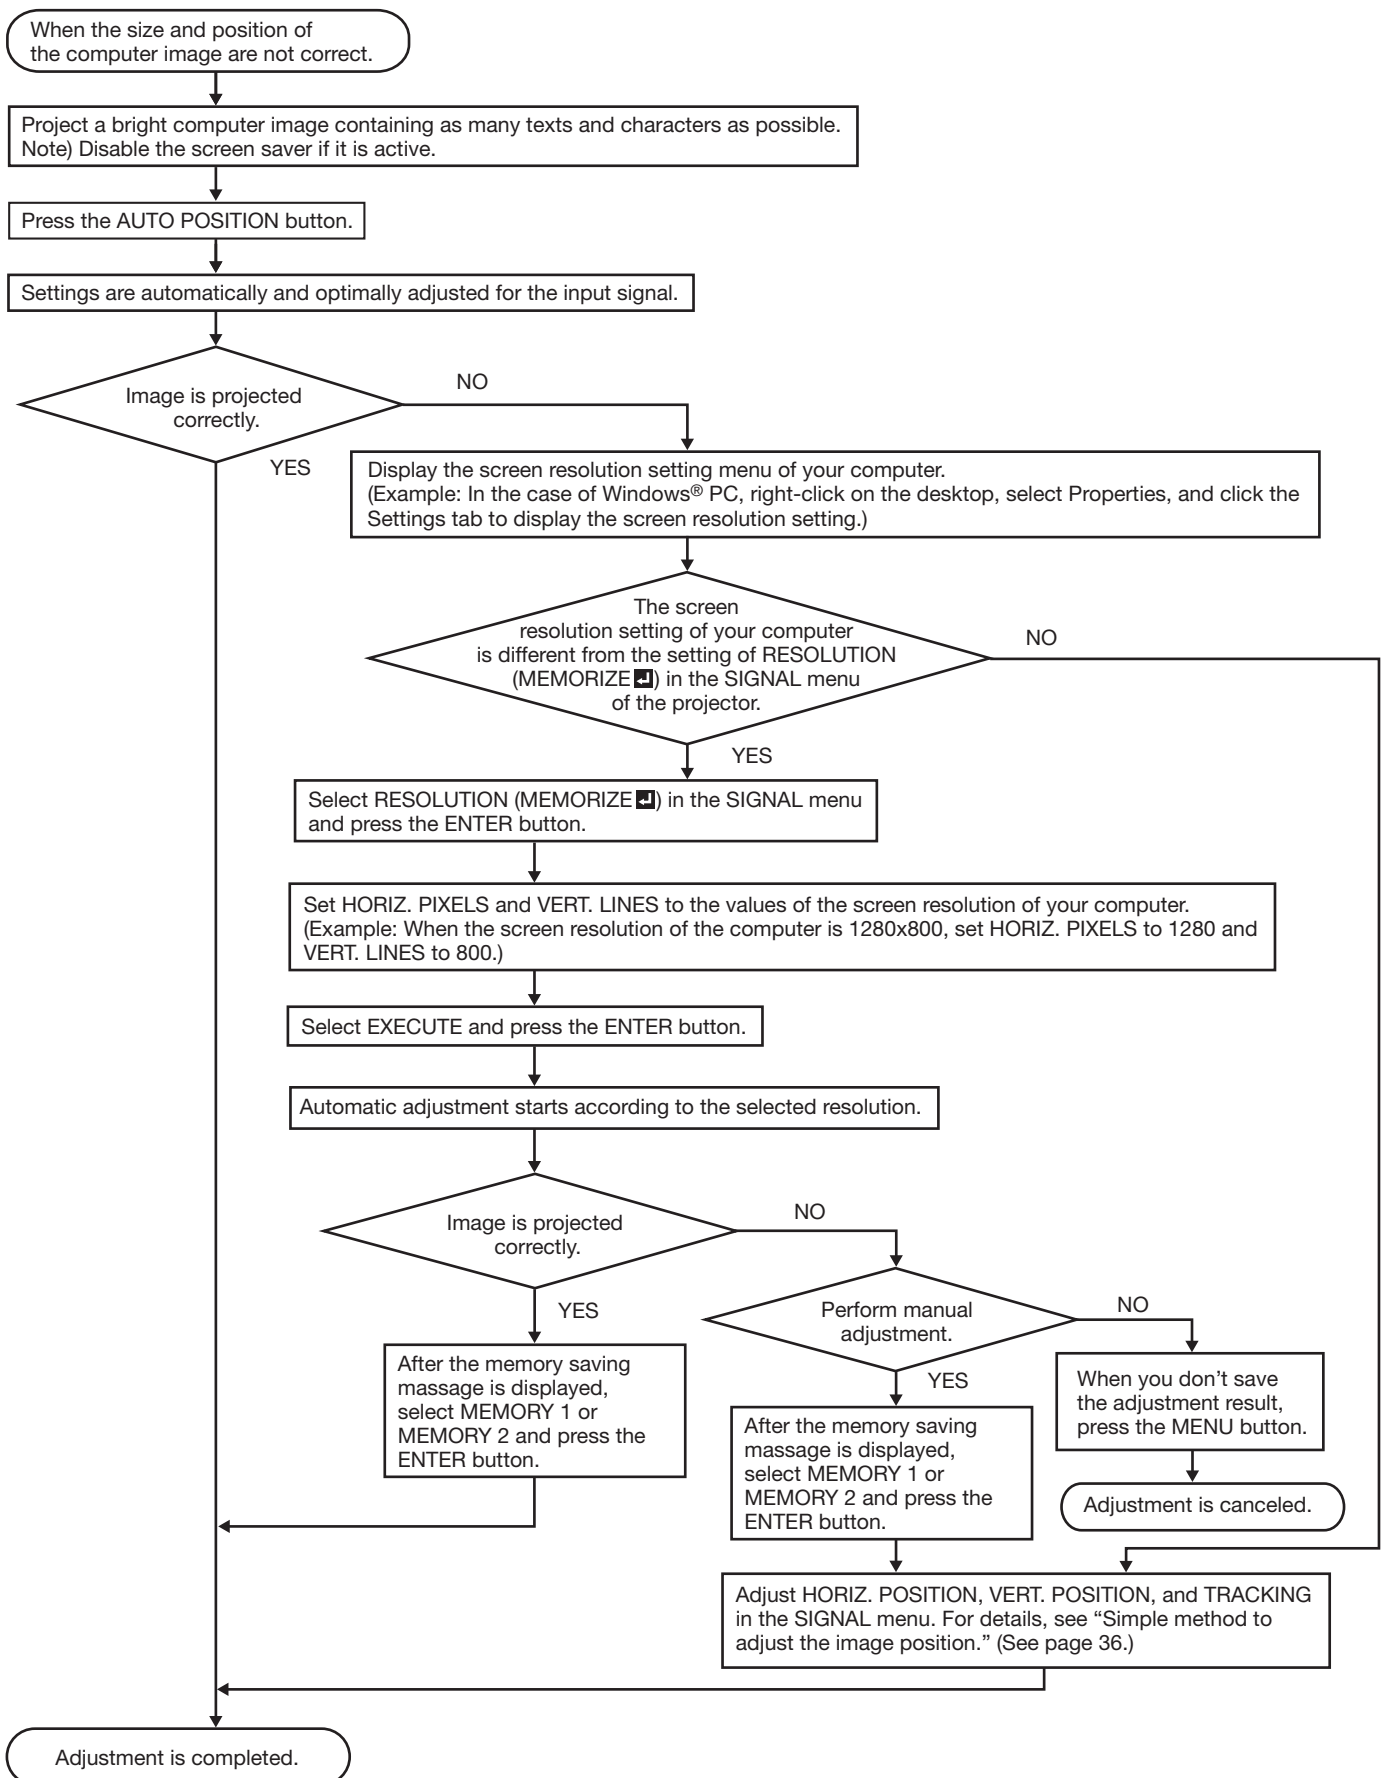 When the size and position of
the computer image are not correct.
Project a bright computer image containing as many texts and characters as possible.
Note) Disable the screen saver if it is active.
Press the AUTO POSITION button.
Settings are automatically and optimally adjusted for the input signal.
Image is projected
correctly.
NO
YES
Display the screen resolution setting menu of your computer.
(Example: In the case of Windows® PC, right-click on the desktop, select Properties, and click the
Settings tab to display the screen resolution setting.)
The screen
resolution setting of your computer
is different from the setting of RESOLUTION
(MEMORIZE↵) in the SIGNAL menu
of the projector.
NO
YES
Select RESOLUTION (MEMORIZE↵) in the SIGNAL menu
and press the ENTER button.
Set HORIZ. PIXELS and VERT. LINES to the values of the screen resolution of your computer.
(Example: When the screen resolution of the computer is 1280x800, set HORIZ. PIXELS to 1280 and
VERT. LINES to 800.)
Select EXECUTE and press the ENTER button.
Automatic adjustment starts according to the selected resolution.
Image is projected
correctly.
NO
YES
After the memory saving
massage is displayed,
select MEMORY 1 or
MEMORY 2 and press the
ENTER button.
Perform manual
adjustment.
NO
YES
After the memory saving
massage is displayed,
select MEMORY 1 or
MEMORY 2 and press the
ENTER button.
When you don’t save
the adjustment result,
press the MENU button.
Adjustment is canceled.
Adjust HORIZ. POSITION, VERT. POSITION, and TRACKING
in the SIGNAL menu. For details, see “Simple method to
adjust the image position.” (See page 36.)
Adjustment is completed.